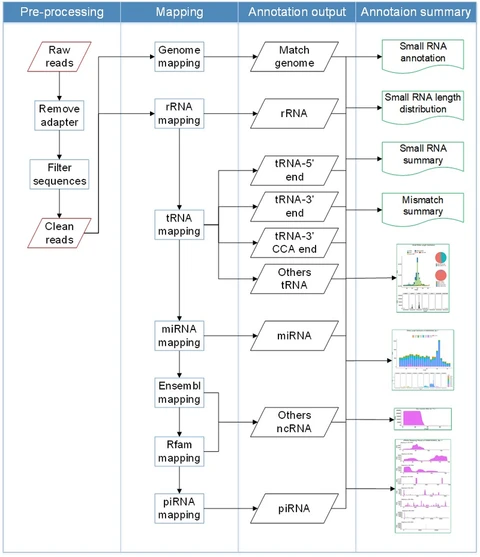 Pre-processing
Mapping
Annotation output
Annotaion summary
Raw
reads
Remove
adapter
Filter
sequences
Clean
reads
Genome
mapping
rRNA
mapping
tRNA
mapping
miRNA
mapping
Ensembl
mapping
Rfam
mapping
piRNA
mapping
Match
genome
rRNA
tRNA-5'
end
tRNA-3'
end
tRNA-3'
CCA end
Others
tRNA
miRNA
Others
ncRNA
piRNA
Small RNA
annotation
Small RNA length
distribution
Small RNA
summary
Mismatch
summary